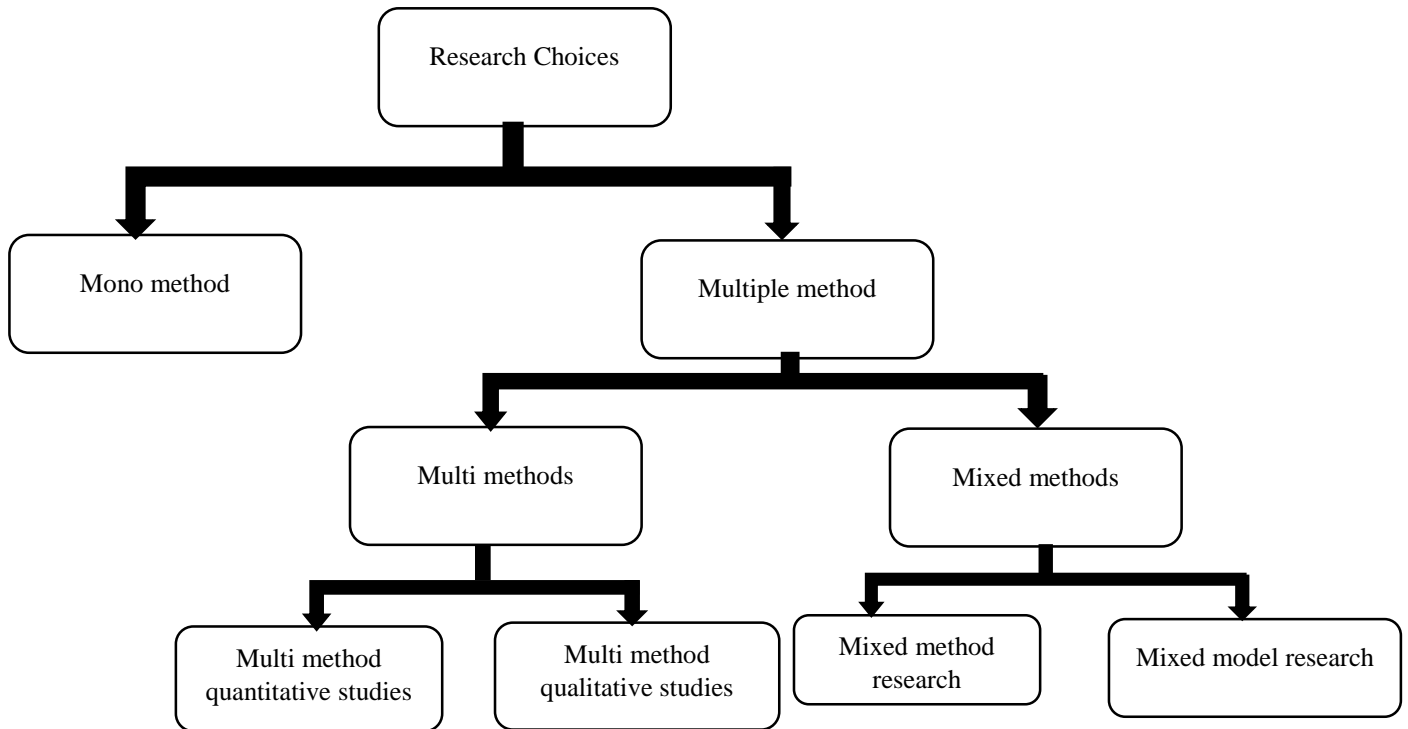 Research Choices
Mono method
Multiple method
Multi methods
Mixed methods
Multi method
quantitative studies
Multi method
qualitative studies
Mixed method
research
Mixed model research